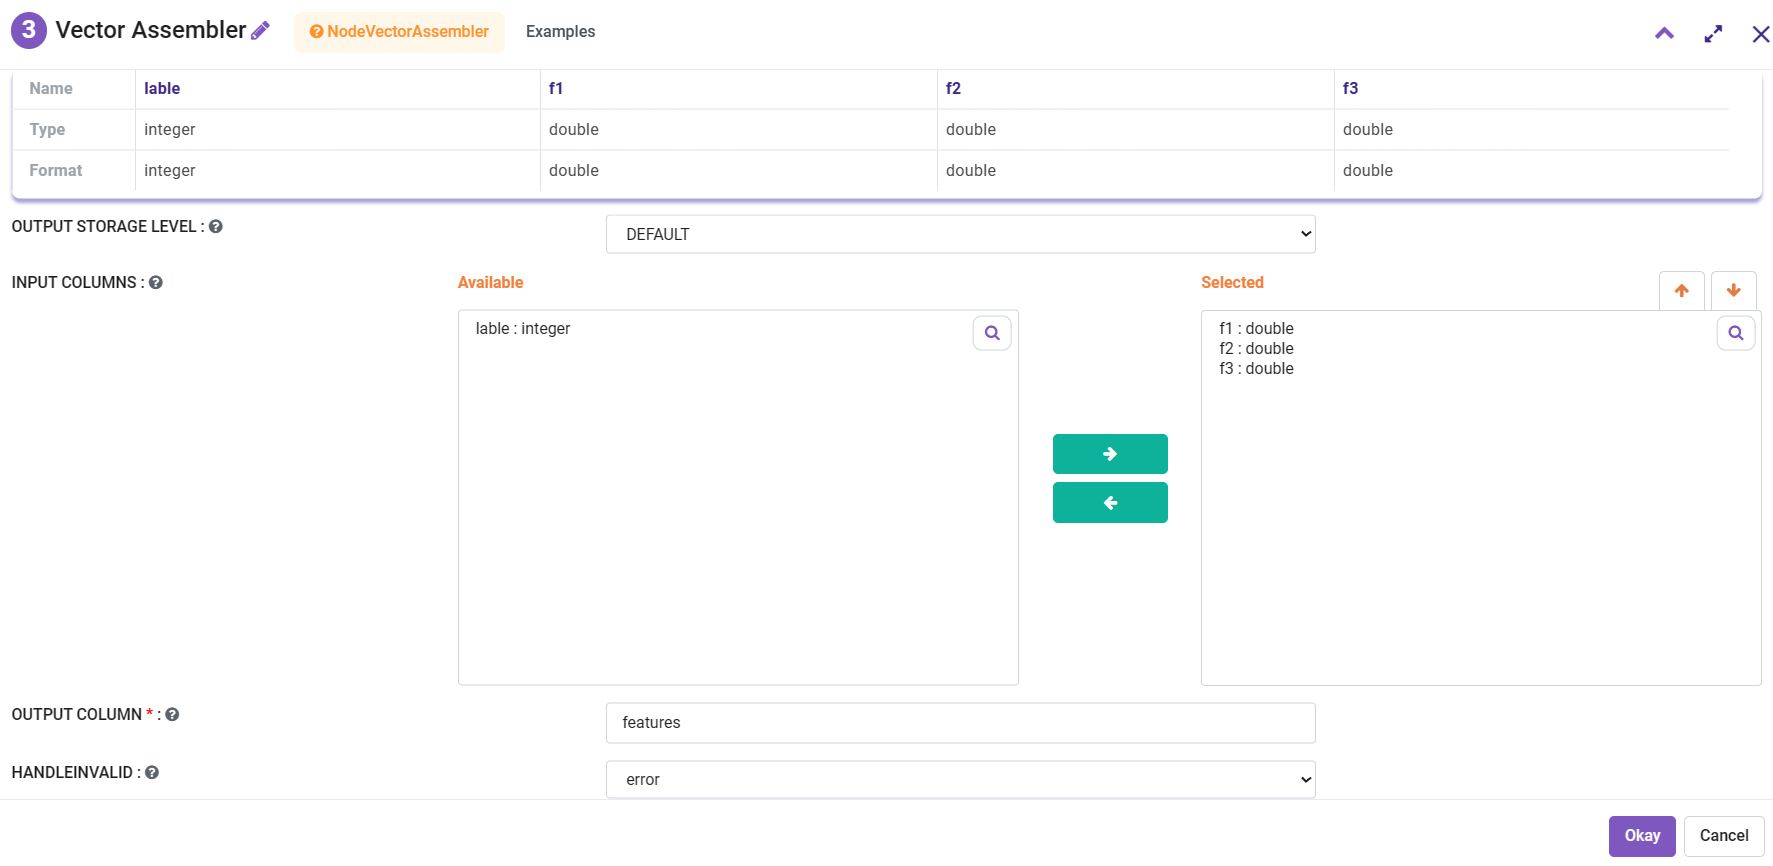 3 Vector Assembler NodeVectorAssembler Examples
Name lable f1 f2 f3
Type integer double double double
Format integer double double double
OUTPUT STORAGE LEVEL : DEFAULT
INPUT COLUMNS : Available Selected
lable : integer f1 : double
f2 : double
f3 : double
OUTPUT COLUMN * : features
HANDLEINVALID : error
Okay Cancel